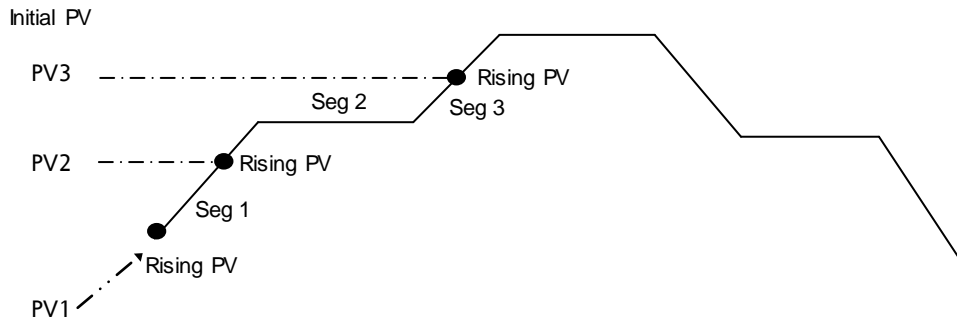 Initial PV
PV3
Rising PV
Seg 2
Seg 3
PV2
Rising PV
Seg 1
Rising PV
PV1